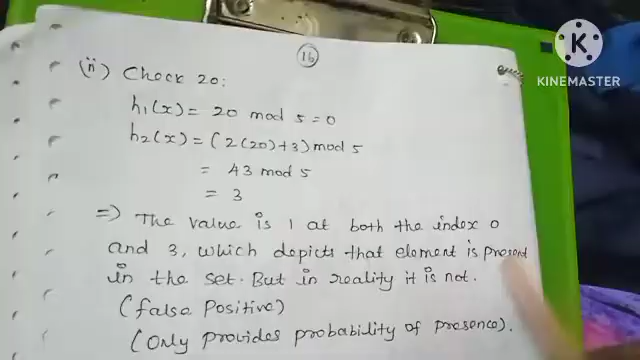 16
(ii) Check 20:
h₁(x) = 20 mod 5 = 0
h₂(x) = (2(20)+3) mod 5
= 43 mod 5
= 3
=> The value is 1 at both the index 0
and 3, which depicts that element is present
in the set. But in reality it is not.
(False Positive)
(Only provides probability of presence).
K
KINEMASTER